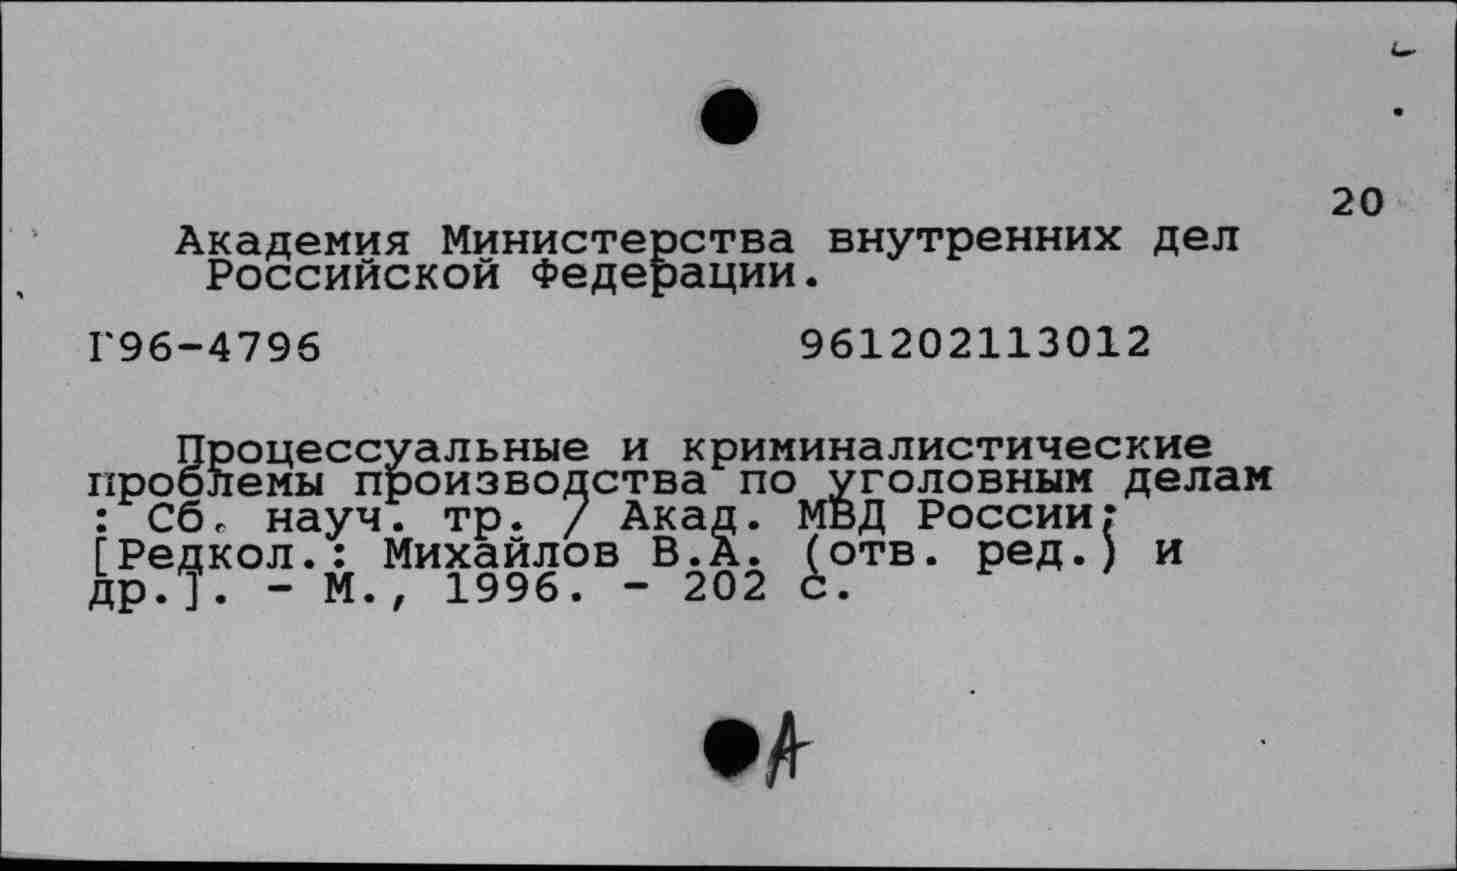 20
Академия Министерства внутренних дел
Российской Федерации.
Г96-4796 961202113012
Процессуальные и криминалистические
проблемы производства по уголовным делам
: Сб. науч. тр. / Акад. МВД России;
[Редкол.: Михайлов В.А. (отв. ред.) и
др.]. - М., 1996. - 202 с.